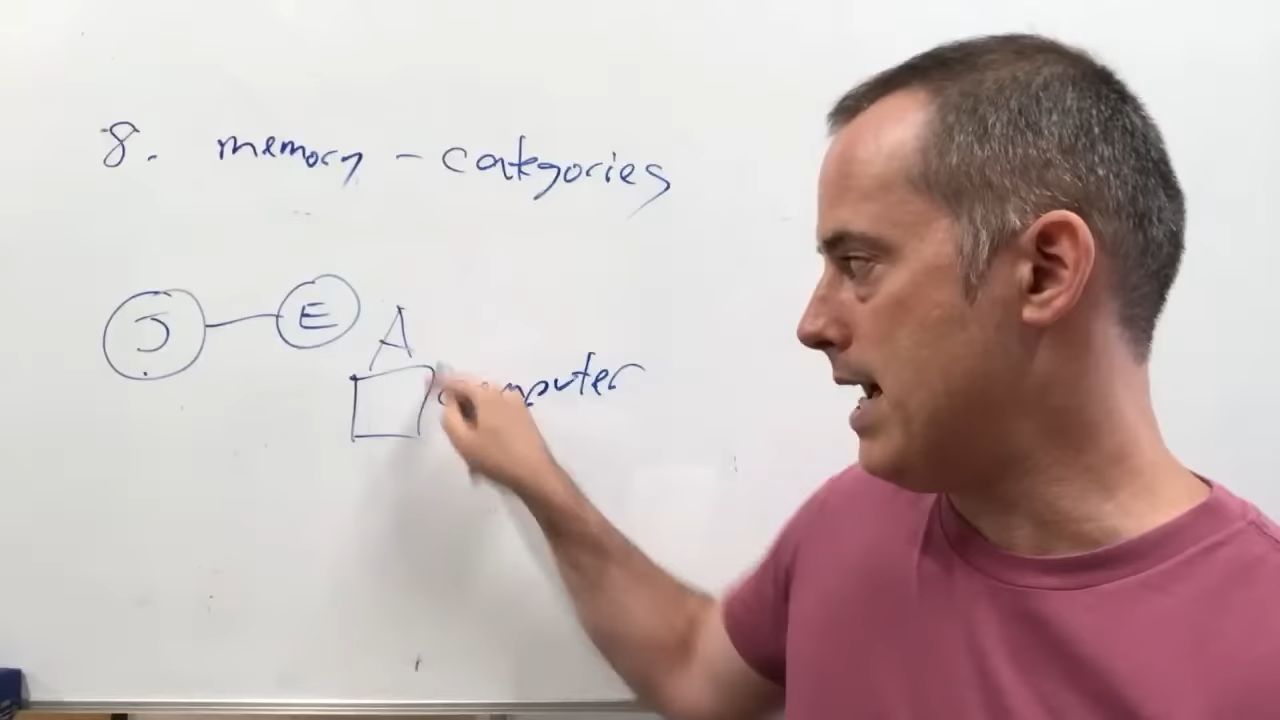 8. memory - categories
J E A
computer